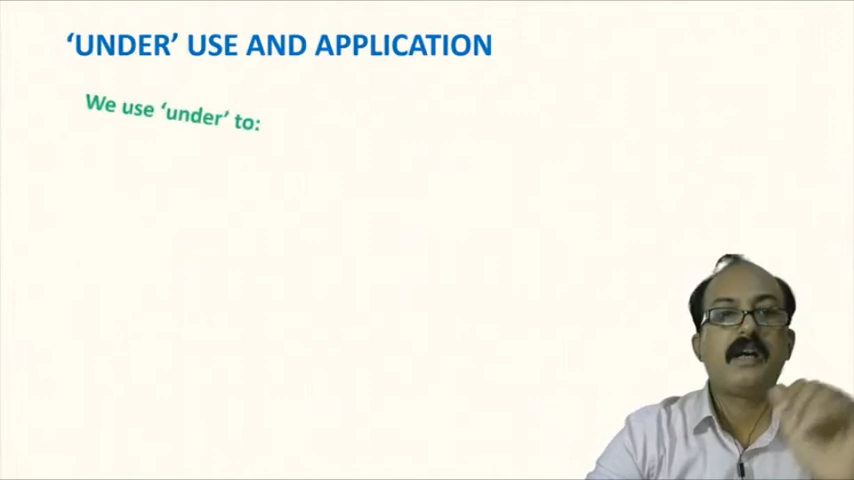 ‘UNDER’ USE AND APPLICATION
We use ‘under’ to: